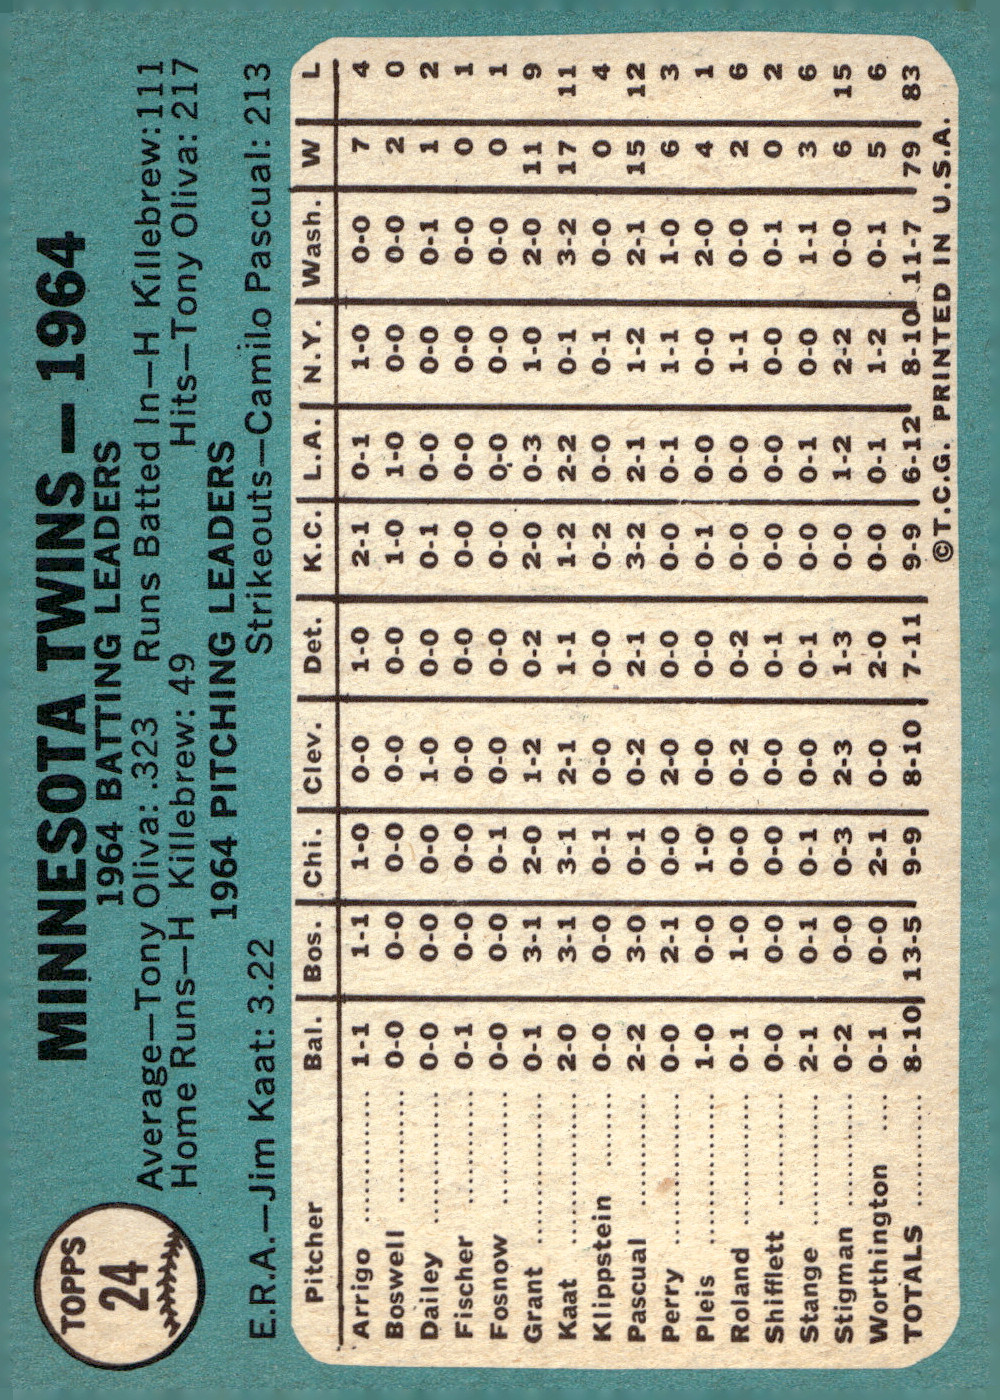 TOPPS
24
MINNESOTA TWINS—1964
1964 BATTING LEADERS
Average—Tony Oliva: .323 Runs Batted In—H Killebrew: 111
Home Runs—H Killebrew: 49 Hits—Tony Oliva: 217
1964 PITCHING LEADERS
E.R.A.—Jim Kaat: 3.22 Strikeouts—Camilo Pascual: 213
Pitcher Bal. Bos. Chi. Clev. Det. K.C. L.A. N.Y. Wash. W L
Arrigo 1-1 1-1 1-0 0-0 1-0 2-1 0-1 1-0 0-0 7 4
Boswell 0-0 0-0 0-0 0-0 0-0 1-0 1-0 0-0 0-0 2 0
Dailey 0-0 0-0 0-0 1-0 0-0 0-1 0-0 0-0 0-1 1 2
Fischer 0-1 0-0 0-0 0-0 0-0 0-0 0-0 0-0 0-0 0 1
Fosnow 0-0 0-0 0-1 0-0 0-0 0-0 0-0 0-0 0-0 0 1
Grant 0-1 3-1 2-0 1-2 0-2 2-0 0-3 1-0 2-0 11 9
Kaat 2-0 3-1 3-1 2-1 1-1 1-2 2-2 0-1 3-2 17 11
Klippstein 0-0 0-0 0-1 0-0 0-0 0-2 0-0 0-1 0-0 0 4
Pascual 2-2 3-0 0-1 0-2 2-1 3-2 2-1 1-2 2-1 15 12
Perry 0-0 2-1 0-0 2-0 0-0 0-0 0-1 1-1 1-0 6 3
Pleis 1-0 0-0 1-0 0-0 0-0 0-1 0-0 0-0 2-0 4 1
Roland 0-1 1-0 0-0 0-2 0-2 0-0 0-0 1-1 0-0 2 6
Shifflett 0-0 0-0 0-0 0-0 0-1 0-0 0-0 0-0 0-1 0 2
Stange 2-1 0-1 0-1 0-0 0-1 0-0 0-1 0-0 1-1 3 6
Stigman 0-2 0-0 0-3 2-3 1-3 0-0 1-2 2-2 0-0 6 15
Worthington 0-1 0-0 2-1 0-0 2-0 0-0 0-1 1-2 0-1 5 6
TOTALS 8-10 13-5 9-9 8-10 7-11 9-9 6-12 8-10 11-7 79 83
©T.C.G. PRINTED IN U.S.A.